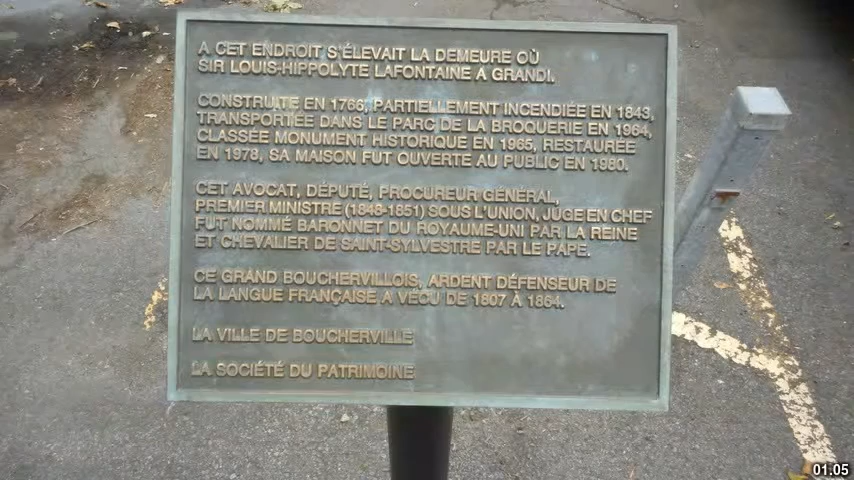 A CET ENDROIT S'ÉLEVAIT LA DEMEURE OÙ
SIR LOUIS-HIPPOLYTE LAFONTAINE A GRANDI.
CONSTRUITE EN 1766, PARTIELLEMENT INCENDIÉE EN 1843,
TRANSPORTÉE DANS LE PARC DE LA BROQUERIE EN 1964,
CLASSÉE MONUMENT HISTORIQUE EN 1965, RESTAURÉE
EN 1978, SA MAISON FUT OUVERTE AU PUBLIC EN 1980.
CET AVOCAT, DÉPUTÉ, PROCUREUR GÉNÉRAL,
PREMIER MINISTRE (1848-1851) SOUS L'UNION, JUGE EN CHEF
FUT NOMMÉ BARONNET DU ROYAUME-UNI PAR LA REINE
ET CHEVALIER DE SAINT-SYLVESTRE PAR LE PAPE.
CE GRAND BOUCHERVILLOIS, ARDENT DÉFENSEUR DE
LA LANGUE FRANÇAISE A VÉCU DE 1807 À 1864.
LA VILLE DE BOUCHERVILLE
LA SOCIÉTÉ DU PATRIMOINE
01.05